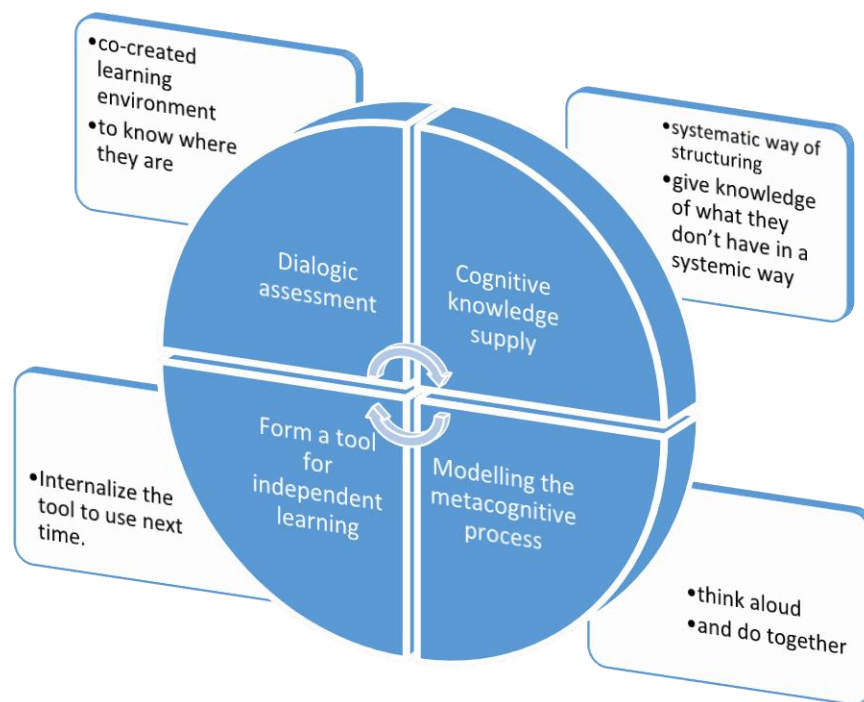 •co-created
learning
environment
•to know where
they are
•systematic way of
structuring
•give knowledge
of what they
don't have in a
systemic way
Dialogic
assessment
Cognitive
knowledge
supply
Form a tool
for
independent
learning
Modelling the
metacognitive
process
•Internalize the
tool to use next
time.
•think aloud
•and do together